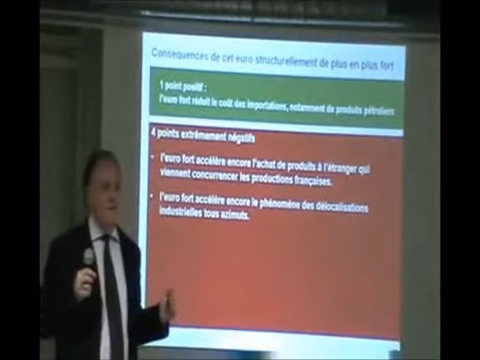 Consequences de cet euro structurellement de plus en plus fort
1 point positif :
l'euro fort réduit le coût des importations, notamment de produits pétroliers
4 points extrêmement négatifs
• l'euro fort accélère encore l'achat de produits à l'étranger qui
viennent concurrencer les productions françaises.
• l'euro fort accélère encore le phénomène des délocalisations
industrielles tous azimuts.